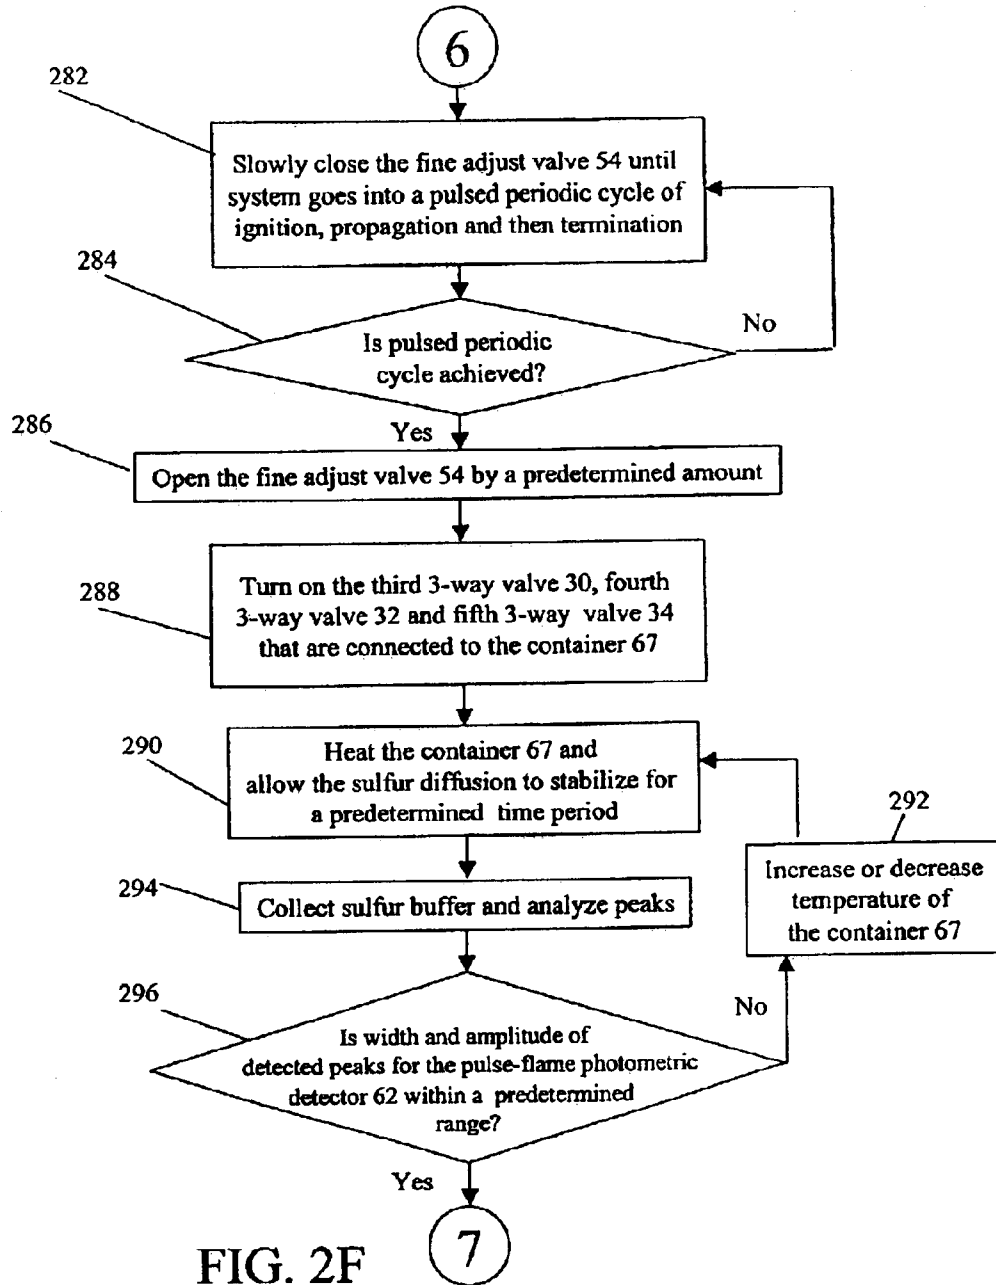 6
282
Slowly close the fine adjust valve 54 until
system goes into a pulsed periodic cycle of
ignition, propagation and then termination
284
No
Is pulsed periodic
cycle achieved?
Yes
286
Open the fine adjust valve 54 by a predetermined amount
288
Turn on the third 3-way valve 30, fourth
3-way valve 32 and fifth 3-way valve 34
that are connected to the container 67
290
Heat the container 67 and
allow the sulfur diffusion to stabilize for
a predetermined time period
292
Increase or decrease
temperature of
the container 67
294
Collect sulfur buffer and analyze peaks
296
No
Is width and amplitude of
detected peaks for the pulse-flame photometric
detector 62 within a predetermined
range?
Yes
7
FIG. 2F